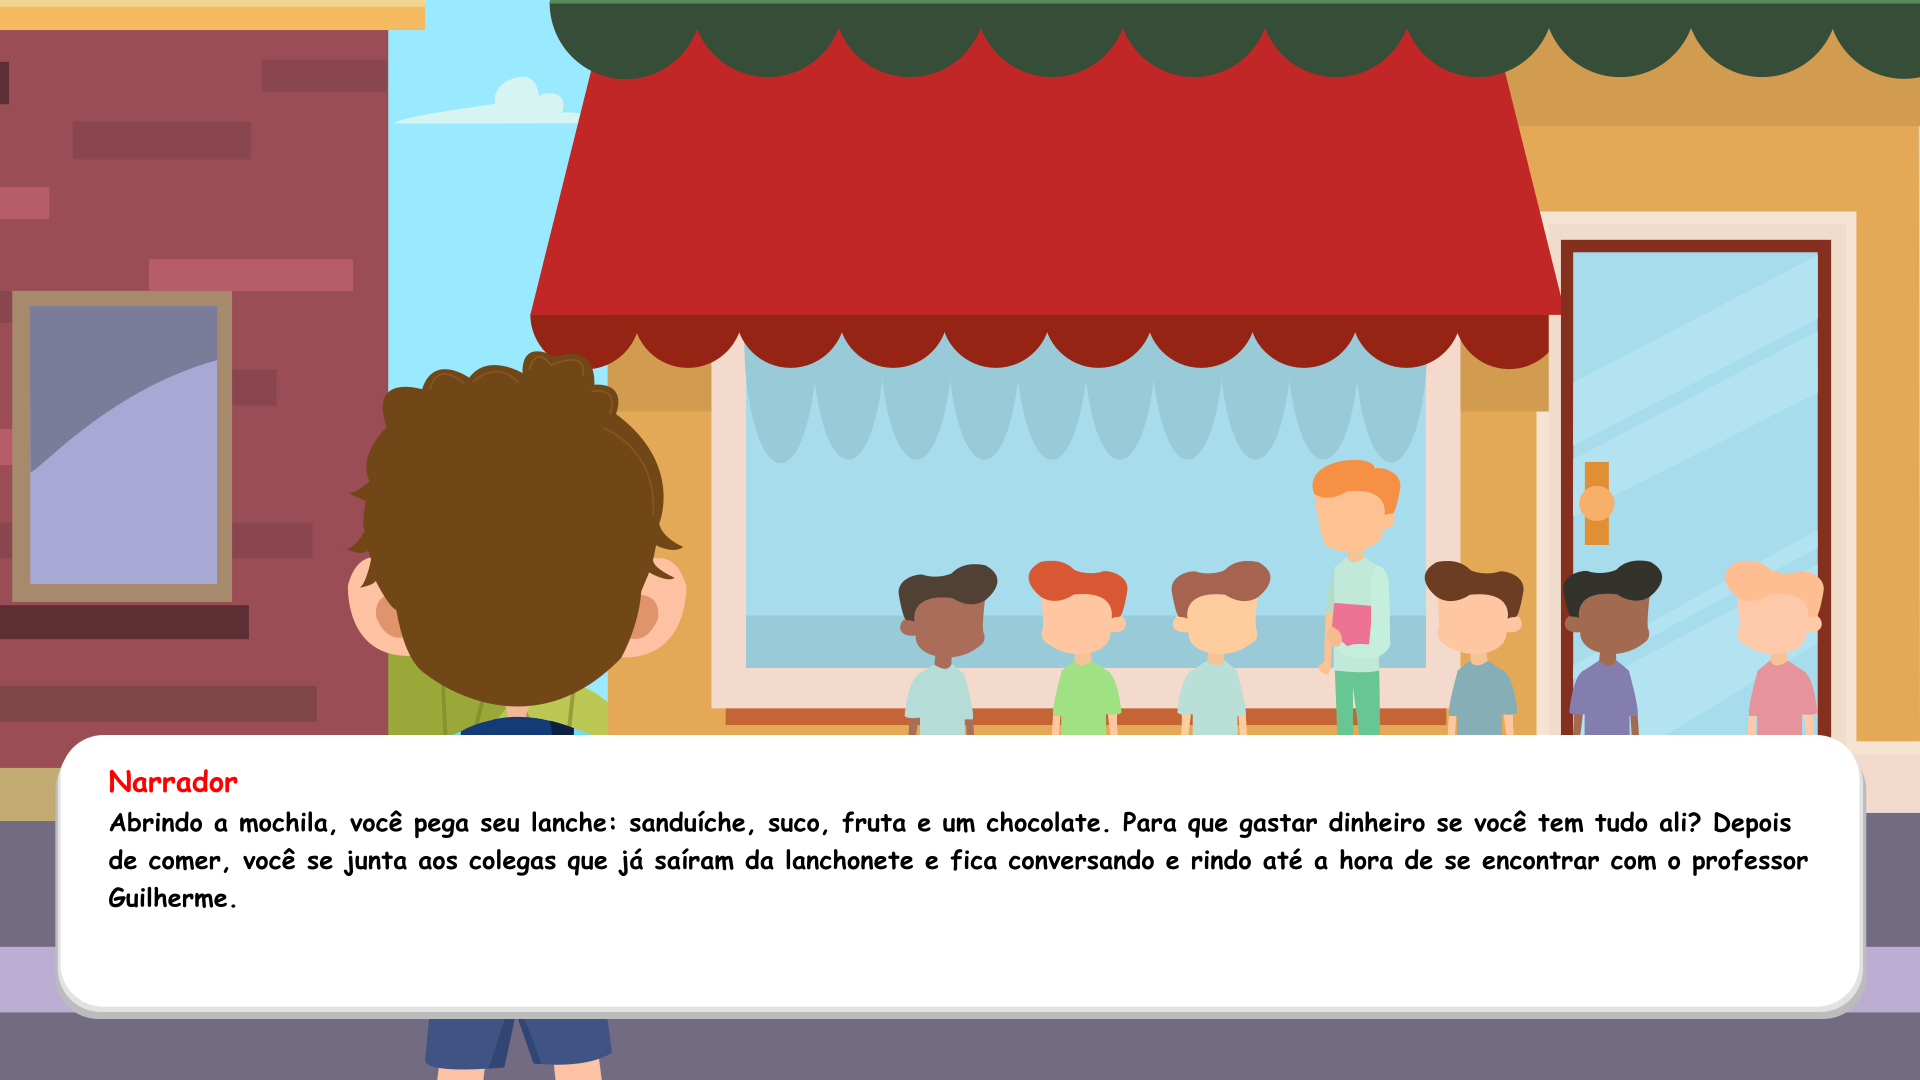 Narrador
Abrindo a mochila, você pega seu lanche: sanduíche, suco, fruta e um chocolate. Para que gastar dinheiro se você tem tudo ali? Depois
de comer, você se junta aos colegas que já saíram da lanchonete e fica conversando e rindo até a hora de se encontrar com o professor
Guilherme.